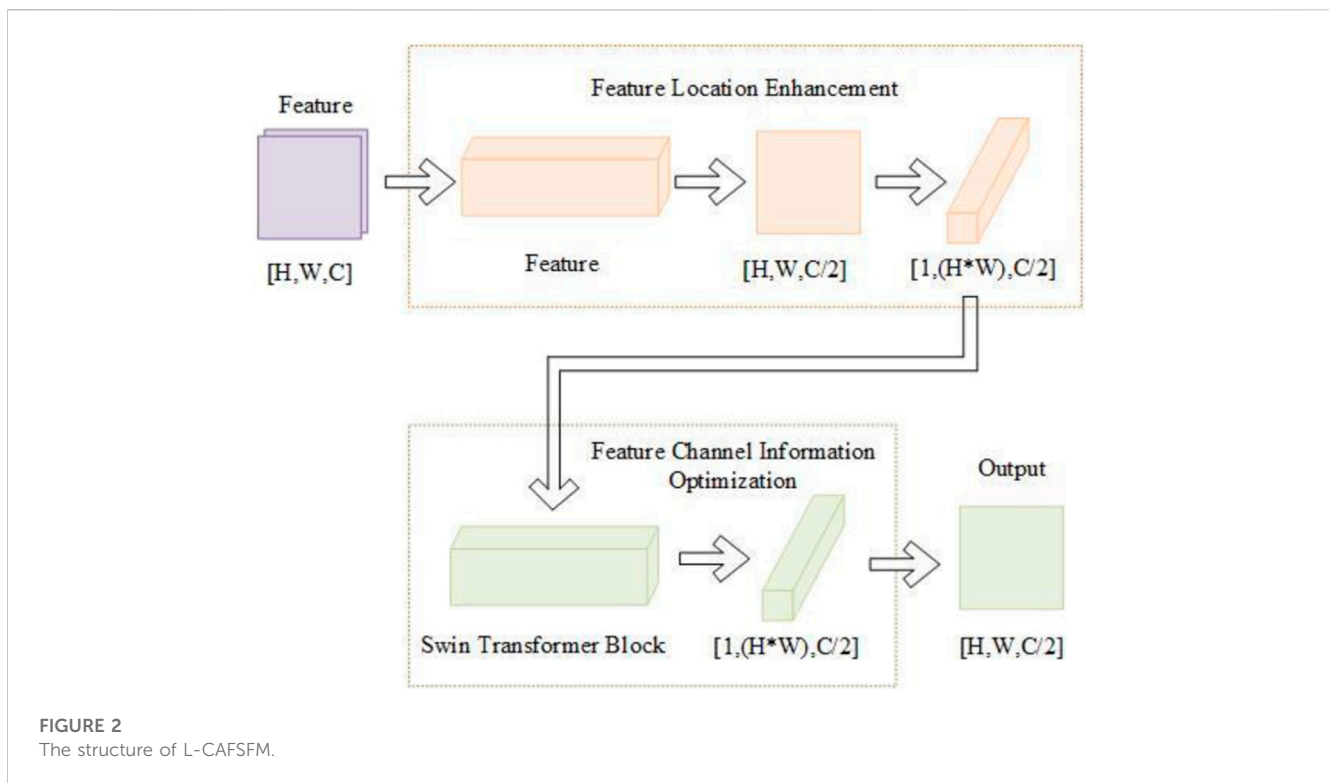 Feature Location Enhancement
Feature
[H,W,C]
Feature
[H,W,C/2]
[1,(H*W),C/2]
Feature Channel Information
Optimization
Output
Swin Transformer Block
[1,(H*W),C/2]
[H,W,C/2]
FIGURE 2
The structure of L-CAFSFM.